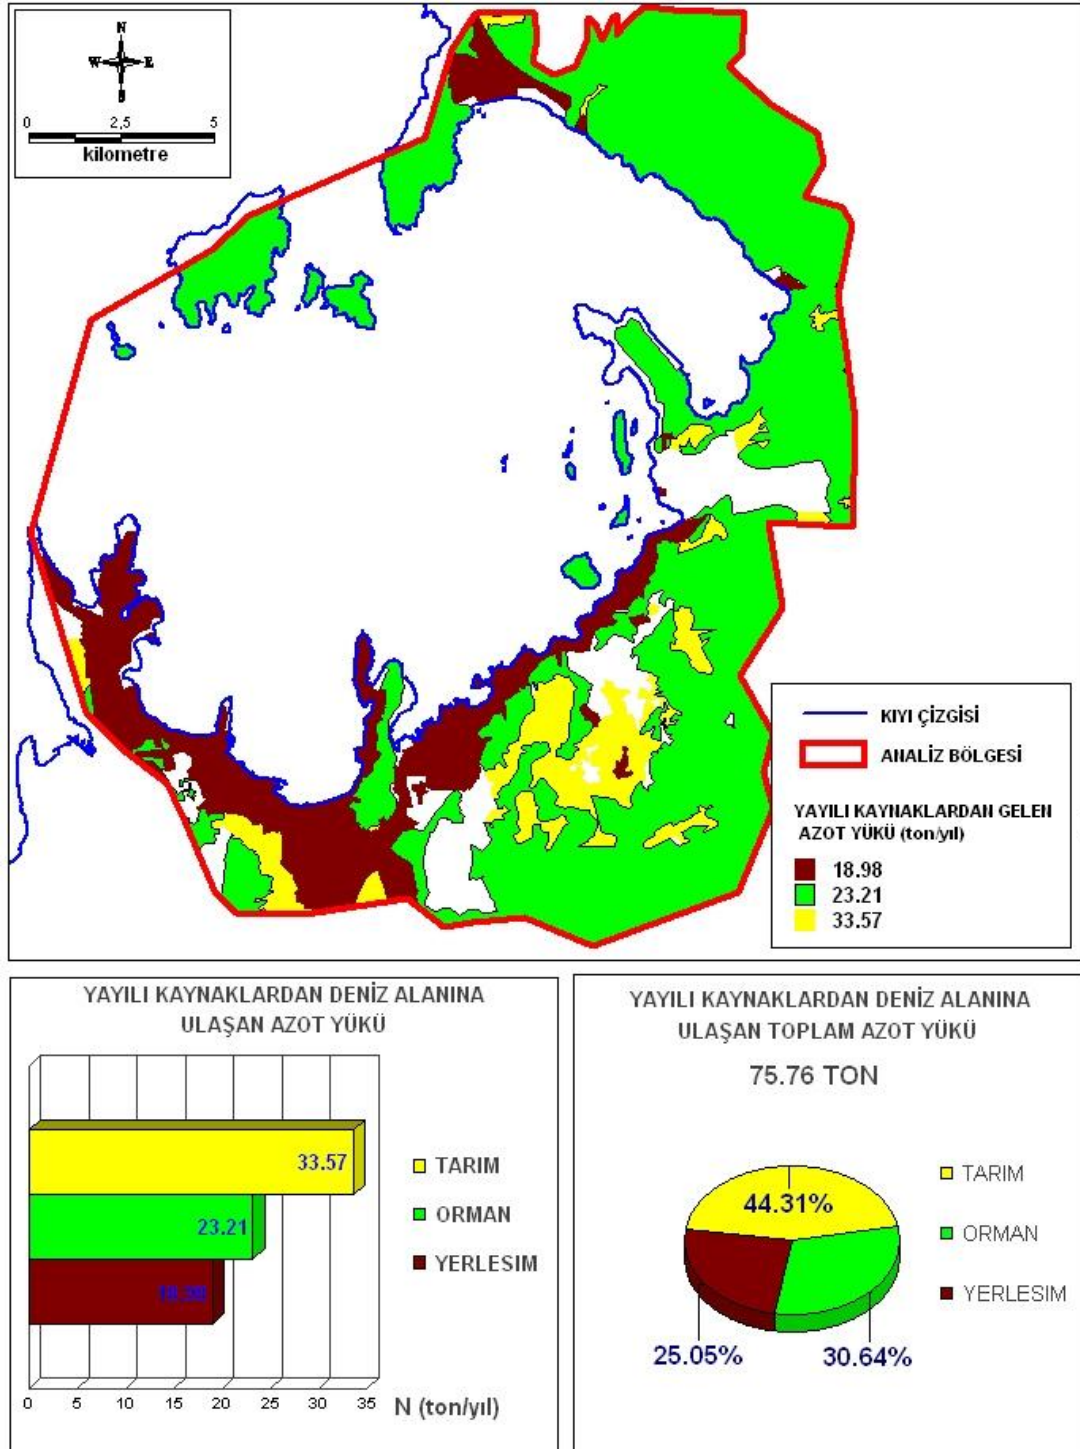 N
W E
S
0 2,5 5
kilometre
KIYI ÇİZGİSİ
ANALİZ BÖLGESİ
YAYILI KAYNAKLARDAN GELEN
AZOT YÜKÜ (ton/yıl)
18.98
23.21
33.57
YAYILI KAYNAKLARDAN DENİZ ALANINA
ULAŞAN AZOT YÜKÜ
33.57
23.21
18.98
TARIM
ORMAN
YERLESIM
0 5 10 15 20 25 30 35 N (ton/yıl)
YAYILI KAYNAKLARDAN DENİZ ALANINA
ULAŞAN TOPLAM AZOT YÜKÜ
75.76 TON
44.31%
25.05%
30.64%
TARIM
ORMAN
YERLESIM